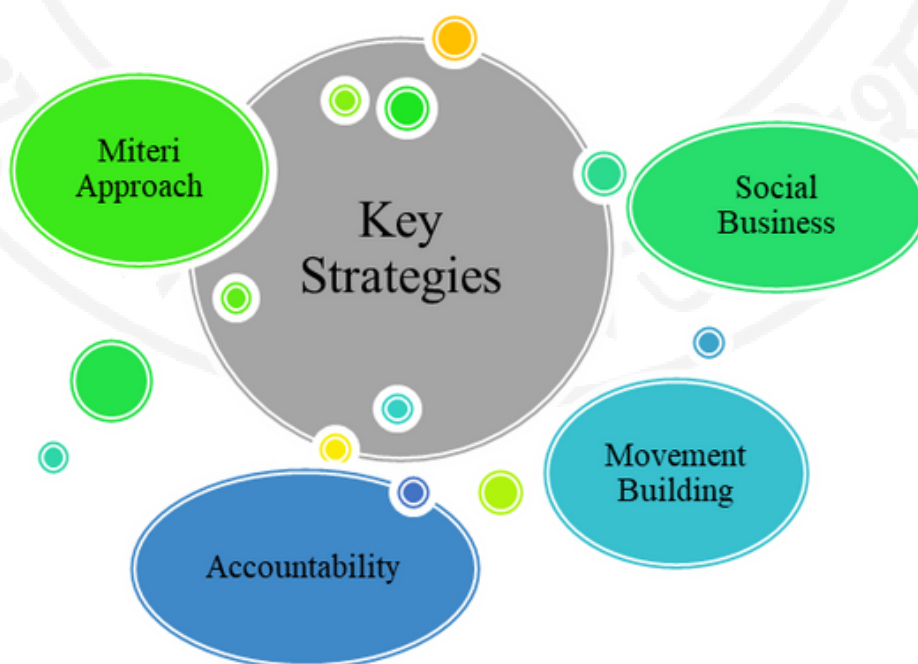 Miteri
Approach
Key
Strategies
Social
Business
Movement
Building
Accountability